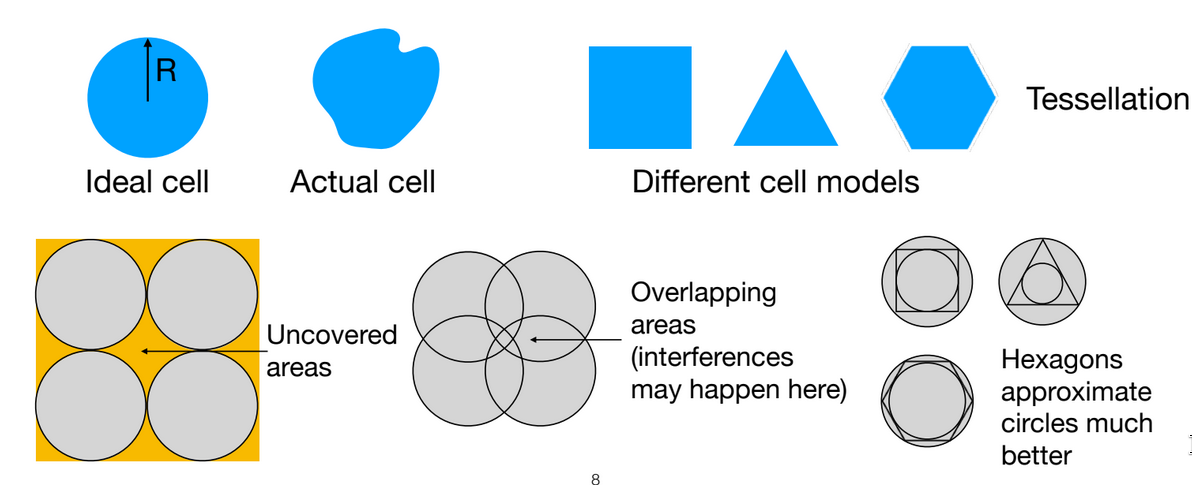 R
Ideal cell
Actual cell
Different cell models
Tessellation
Uncovered
areas
Overlapping
areas
(interferences
may happen here)
Hexagons
approximate
circles much
better
8